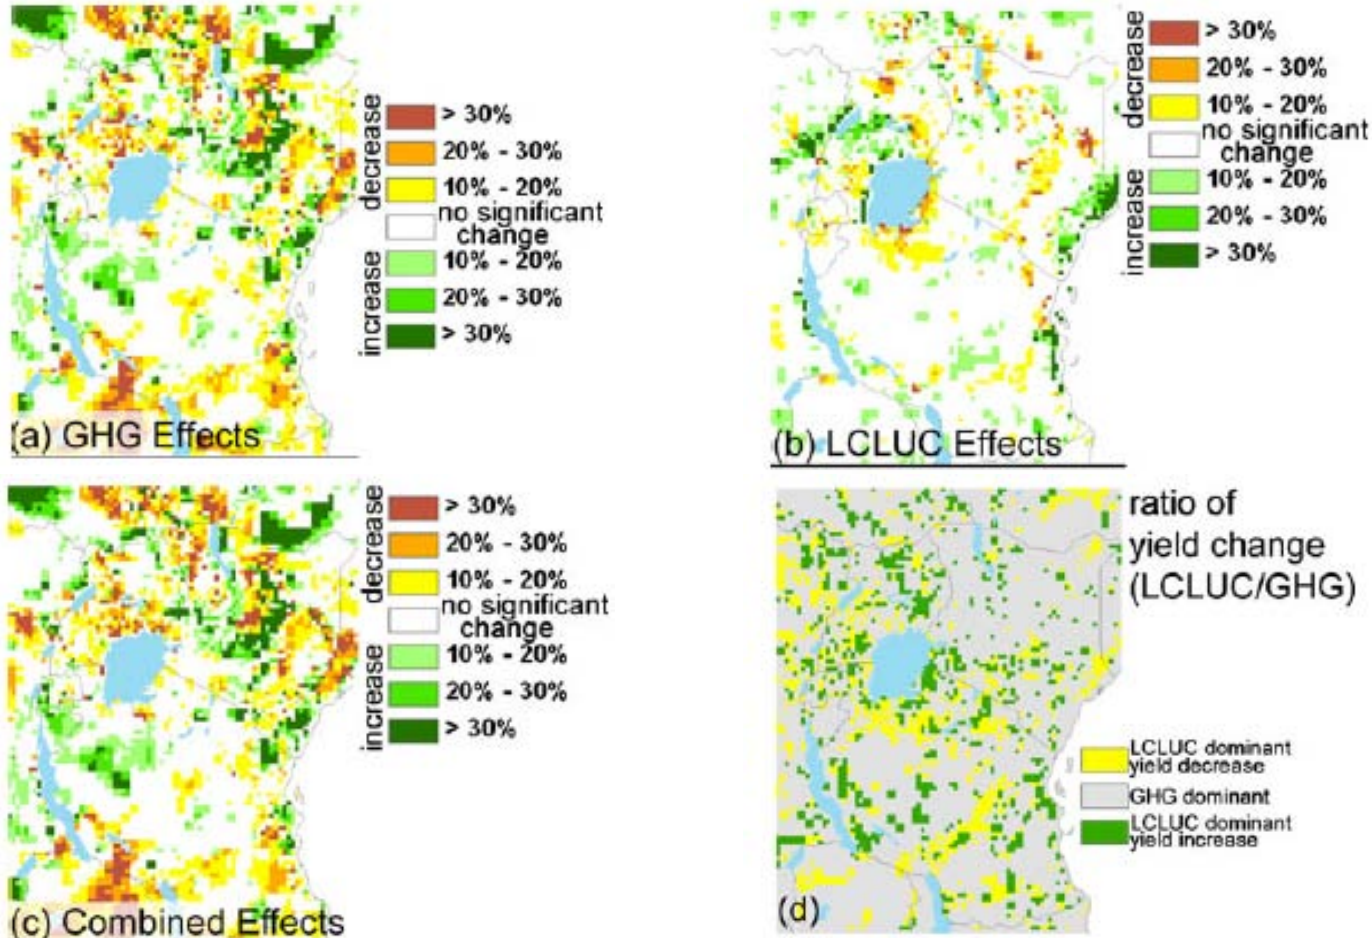 decrease
> 30%
20% - 30%
10% - 20%
no significant
change
increase
10% - 20%
20% - 30%
> 30%
(a) GHG Effects
decrease
> 30%
20% - 30%
10% - 20%
no significant
change
increase
10% - 20%
20% - 30%
> 30%
(b) LCLUC Effects
decrease
> 30%
20% - 30%
10% - 20%
no significant
change
increase
10% - 20%
20% - 30%
> 30%
(c) Combined Effects
ratio of
yield change
(LCLUC/GHG)
LCLUC dominant
yield decrease
GHG dominant
LCLUC dominant
yield increase
(d)